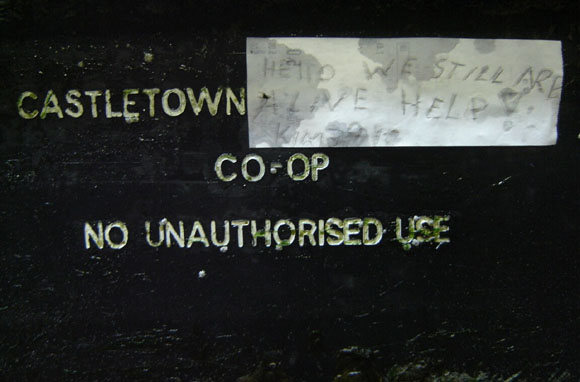 HELLO WE STILL ARE
ALIVE HELP!
CASTLETOWN
CO-OP
NO UNAUTHORISED USE